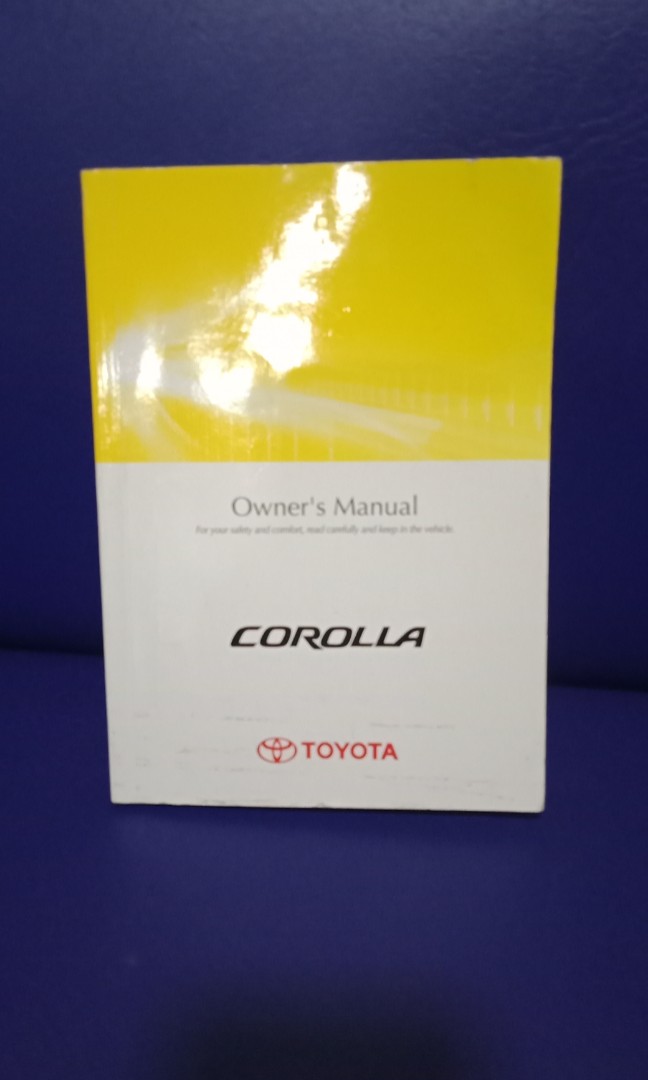 Owner's Manual
For your safety and comfort, read carefully and keep in the vehicle.
COROLLA
TOYOTA